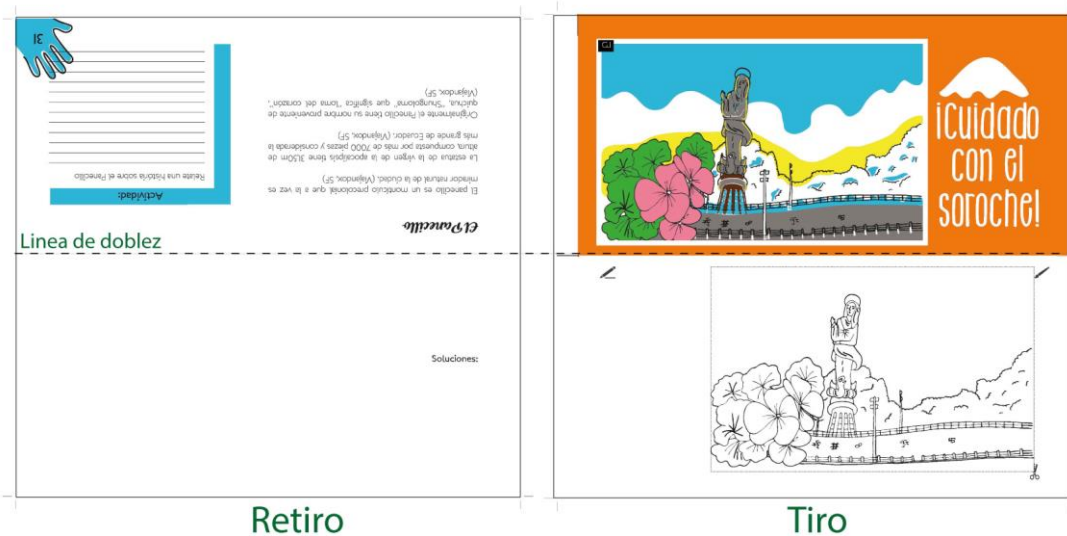 El Panecillo
El panecillo es un montículo precolonial que a la vez es
mirador natural de la ciudad. (Viajandox, SF)
La estatua de la virgen de la apocalipsis tiene 31,50m de
altura, compuesta por más de 7000 piezas y considerada la
más grande de Ecuador. (Viajandox, SF)
Originalmente el Panecillo tiene su nombre proveniente de
quichua, "Shungoloma" que significa "loma del corazón",
(Viajandox, SF)
Actividad:
Relate una historia sobre el Panecillo
31
Linea de doblez
Soluciones:
Retiro
¡Cuidado
con el
soroche!
Tiro